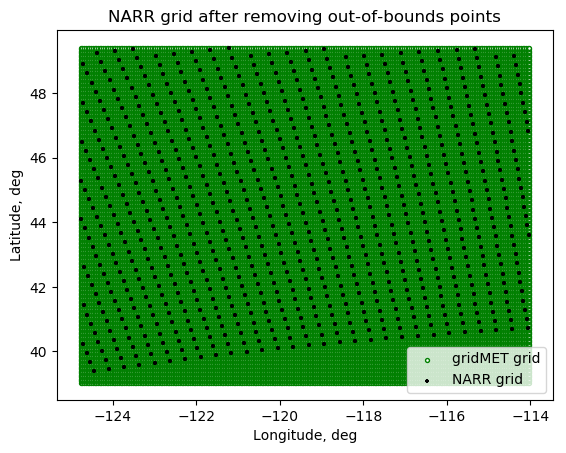 NARR grid after removing out-of-bounds points
Latitude, deg
48
46
44
42
40
gridMET grid
NARR grid
−124 −122 −120 −118 −116 −114
Longitude, deg